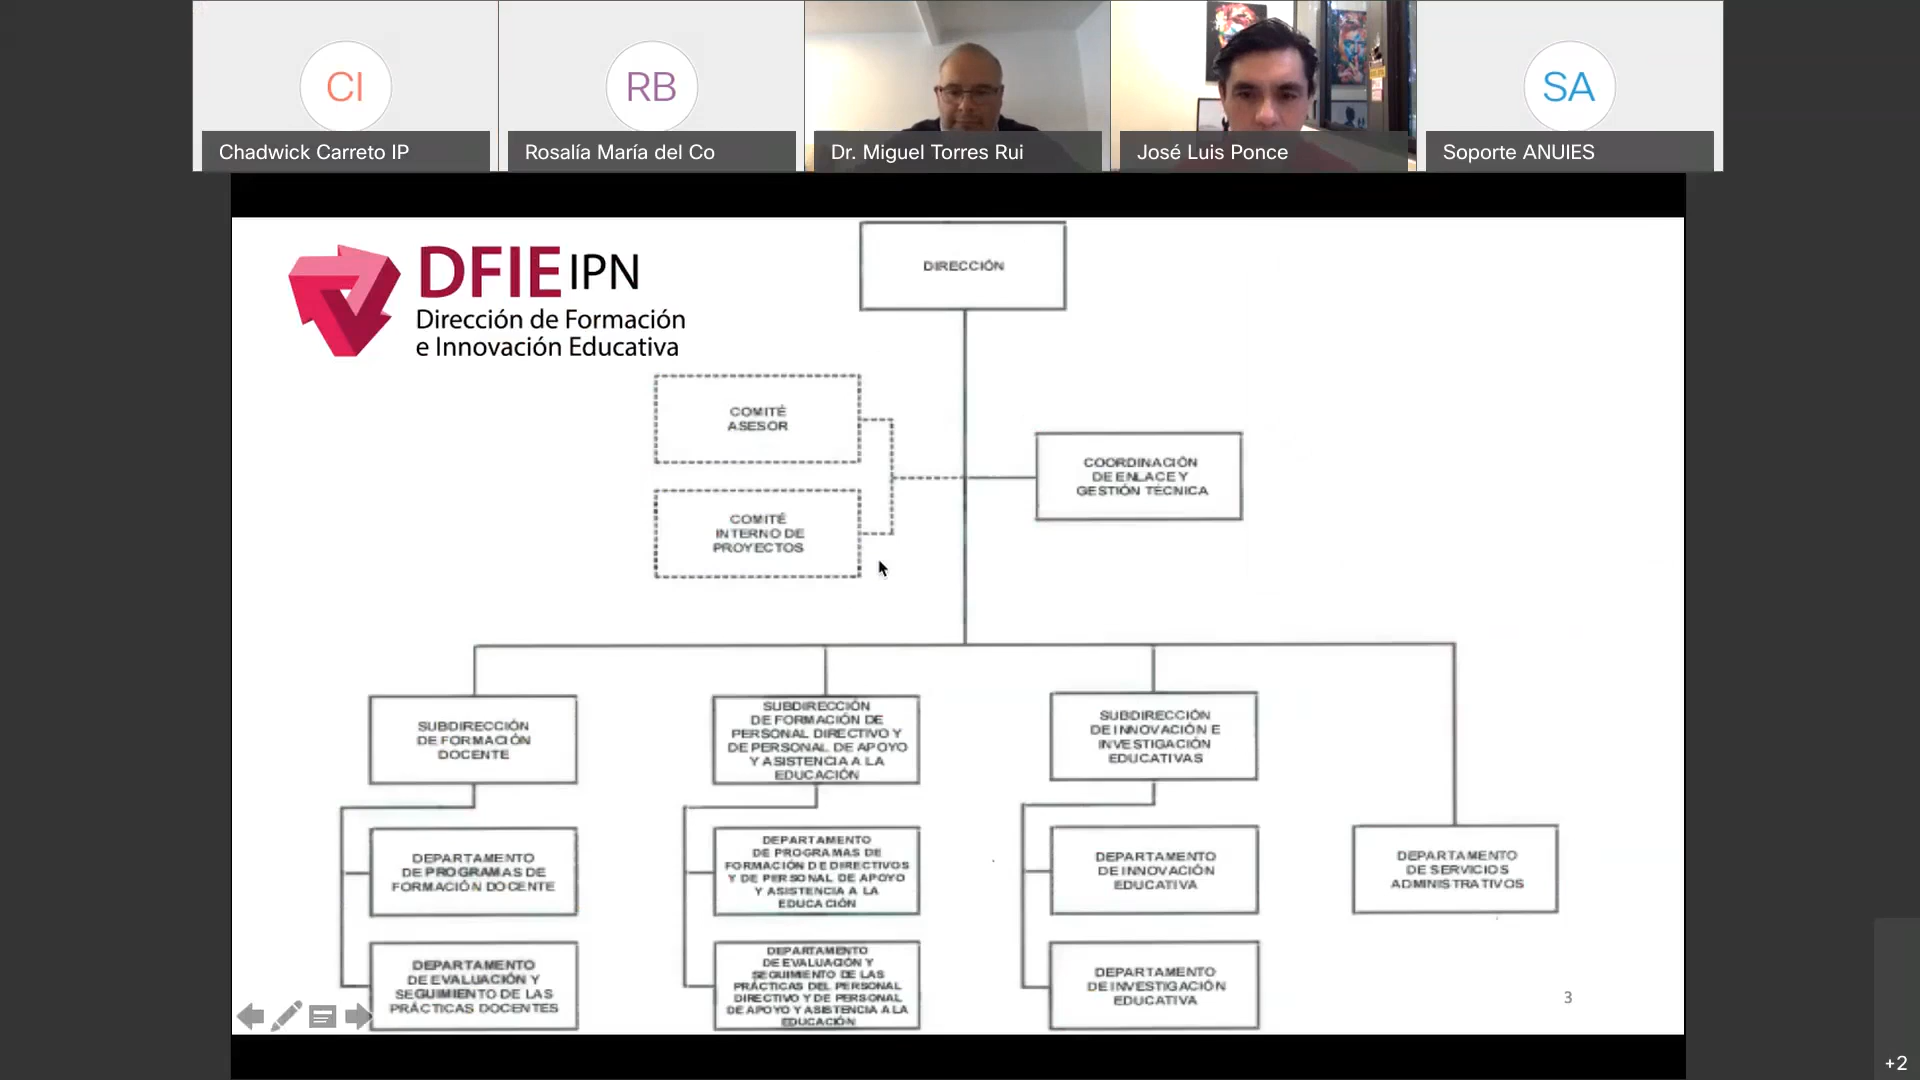 CI
RB
SA
Chadwick Carreto IP
Rosalía María del Co
Dr. Miguel Torres Rui
José Luis Ponce
Soporte ANUIES
DFIE IPN
Dirección de Formación
e Innovación Educativa
DIRECCIÓN
COMITÉ
ASESOR
COMITÉ
INTERNO DE
PROYECTOS
COORDINACIÓN
DE ENLACE Y
GESTIÓN TÉCNICA
SUBDIRECCIÓN
DE FORMACIÓN
DOCENTE
SUBDIRECCIÓN
DE FORMACIÓN DE
PERSONAL DIRECTIVO Y
DE PERSONAL DE APOYO
Y ASISTENCIA A LA
EDUCACIÓN
SUBDIRECCIÓN
DE INNOVACIÓN E
INVESTIGACIÓN
EDUCATIVAS
DEPARTAMENTO
DE PROGRAMAS DE
FORMACIÓN DOCENTE
DEPARTAMENTO
DE PROGRAMAS DE
FORMACIÓN DE DIRECTIVOS
Y DE PERSONAL DE APOYO
Y ASISTENCIA A LA
EDUCACIÓN
DEPARTAMENTO
DE INNOVACIÓN
EDUCATIVA
DEPARTAMENTO
DE SERVICIOS
ADMINISTRATIVOS
DEPARTAMENTO
DE EVALUACIÓN Y
SEGUIMIENTO DE LAS
PRÁCTICAS DOCENTES
DEPARTAMENTO
DE EVALUACIÓN Y
SEGUIMIENTO DE LAS
PRÁCTICAS DEL PERSONAL
DIRECTIVO Y DE PERSONAL
DE APOYO Y ASISTENCIA A LA
EDUCACIÓN
DEPARTAMENTO
DE INVESTIGACIÓN
EDUCATIVA
3
+2